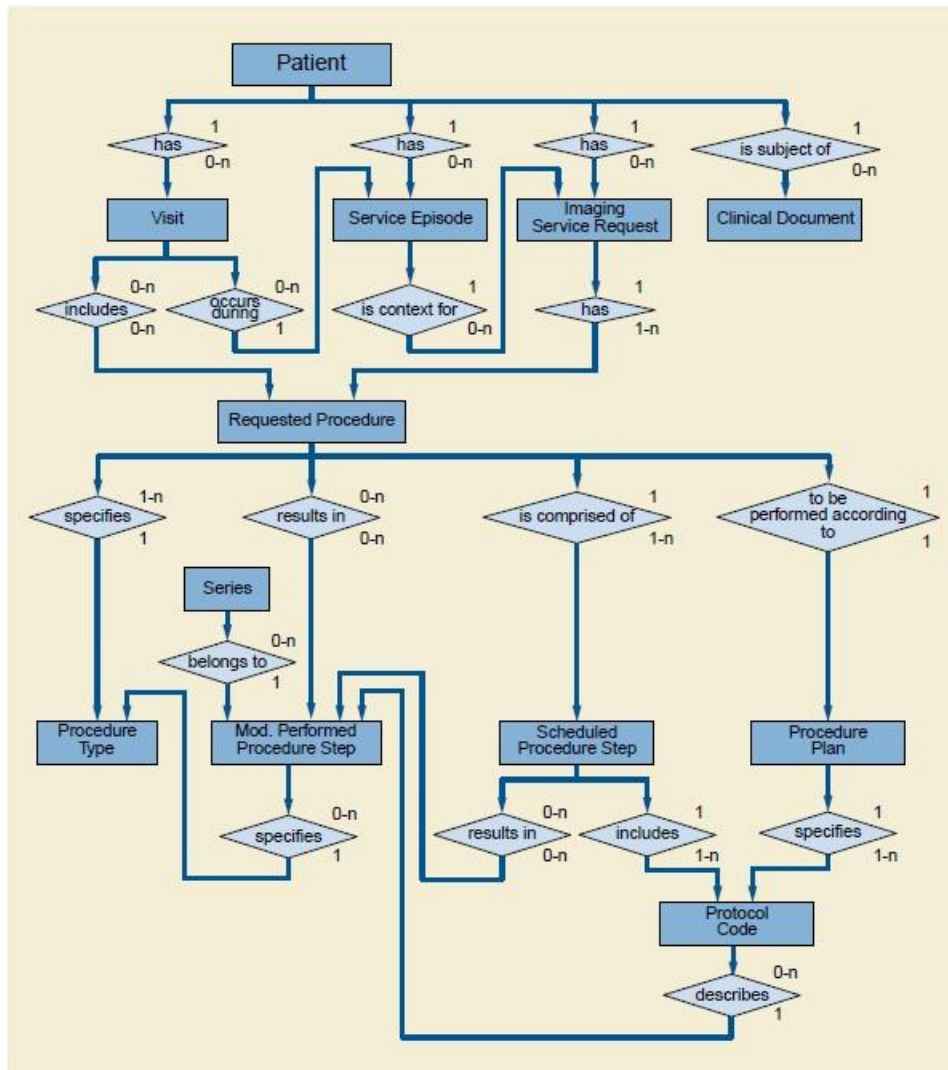 Patient
1
1
1
1
has
has
has
is subject of
0-n
0-n
0-n
0-n
Visit
Service Episode
Imaging
Service Request
Clinical Document
0-n
0-n
1
1
includes
occurs
during
is context for
has
0-n
1
0-n
1-n
Requested Procedure
1-n
0-n
1
to be
performed according
to
1
specifies
results in
is comprised of
1
0-n
1-n
1
Series
0-n
belongs to
1
Procedure
Type
Mod. Performed
Procedure Step
Scheduled
Procedure Step
Procedure
Plan
0-n
0-n
1
1
specifies
results in
includes
specifies
1
0-n
1-n
1-n
Protocol
Code
0-n
describes
1